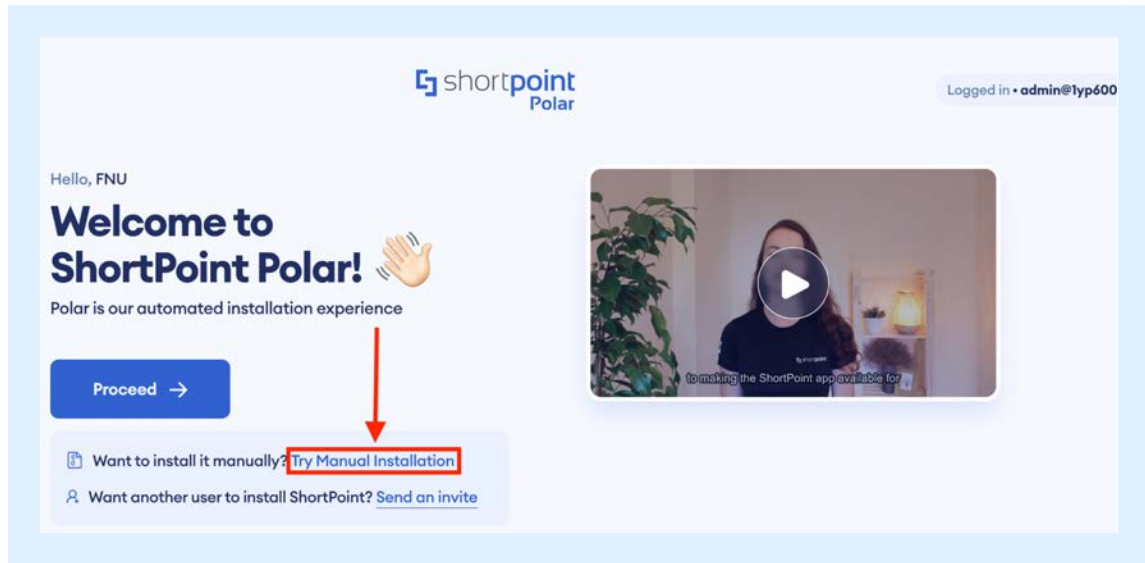 shortpoint
Polar
Logged in • admin@1yp600
Hello, FNU
Welcome to
ShortPoint Polar!
Polar is our automated installation experience
Proceed →
Want to install it manually? Try Manual Installation
Want another user to install ShortPoint? Send an invite
shortpoint
to making the ShortPoint app available for